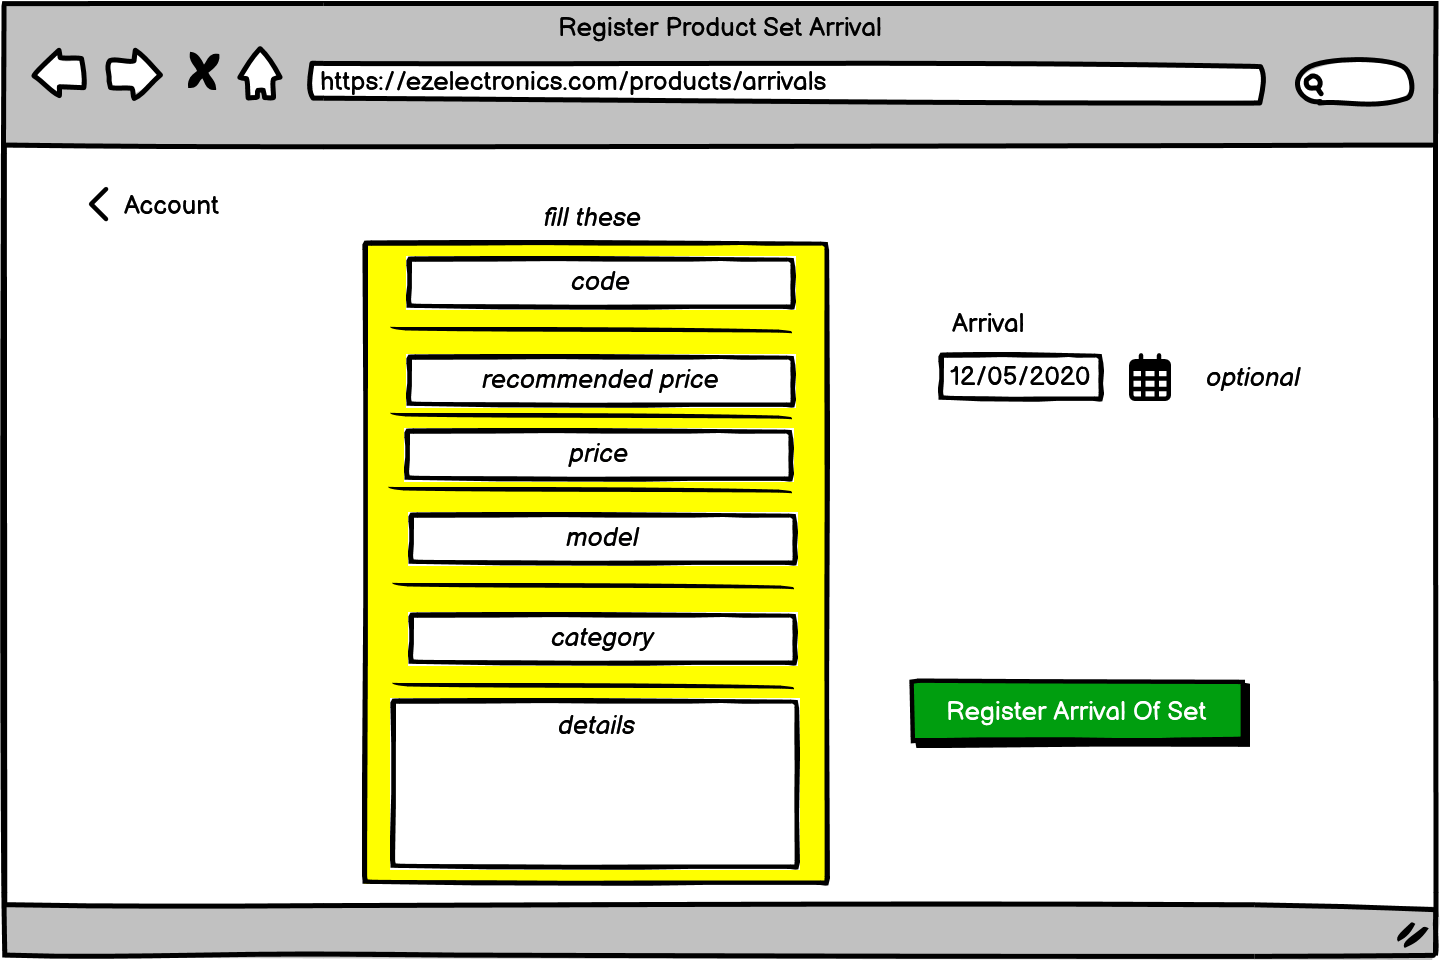 Register Product Set Arrival
https://ezelectronics.com/products/arrivals
Account
fill these
code
recommended price
price
model
category
details
Arrival
12/05/2020
optional
Register Arrival Of Set